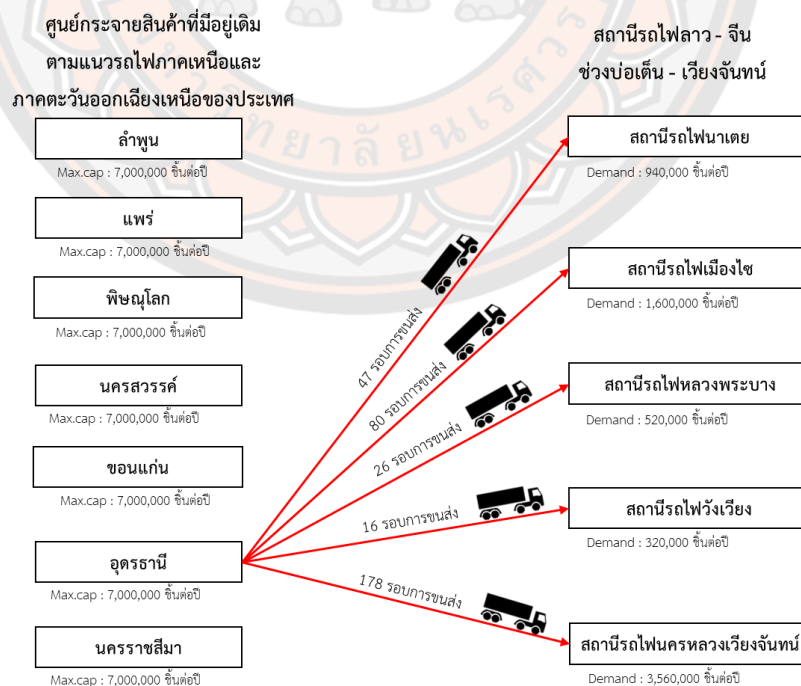 ศูนย์กระจายสินค้าที่มีอยู่เดิม
ตามแนวรถไฟภาคเหนือและ
ภาคตะวันออกเฉียงเหนือของประเทศ
ลำพูน
Max.cap : 7,000,000 ชิ้นต่อปี
แพร่
Max.cap : 7,000,000 ชิ้นต่อปี
พิษณุโลก
Max.cap : 7,000,000 ชิ้นต่อปี
นครสวรรค์
Max.cap : 7,000,000 ชิ้นต่อปี
ขอนแก่น
Max.cap : 7,000,000 ชิ้นต่อปี
อุดรธานี
Max.cap : 7,000,000 ชิ้นต่อปี
นครราชสีมา
Max.cap : 7,000,000 ชิ้นต่อปี
47 รอบการขนส่ง
80 รอบการขนส่ง
26 รอบการขนส่ง
16 รอบการขนส่ง
178 รอบการขนส่ง
สถานีรถไฟลาว - จีน
ช่วงบ่อเต็น - เวียงจันทน์
สถานีรถไฟนาเตย
Demand : 940,000 ชิ้นต่อปี
สถานีรถไฟเมืองไซ
Demand : 1,600,000 ชิ้นต่อปี
สถานีรถไฟหลวงพระบาง
Demand : 520,000 ชิ้นต่อปี
สถานีรถไฟวังเวียง
Demand : 320,000 ชิ้นต่อปี
สถานีรถไฟนครหลวงเวียงจันทน์
Demand : 3,560,000 ชิ้นต่อปี